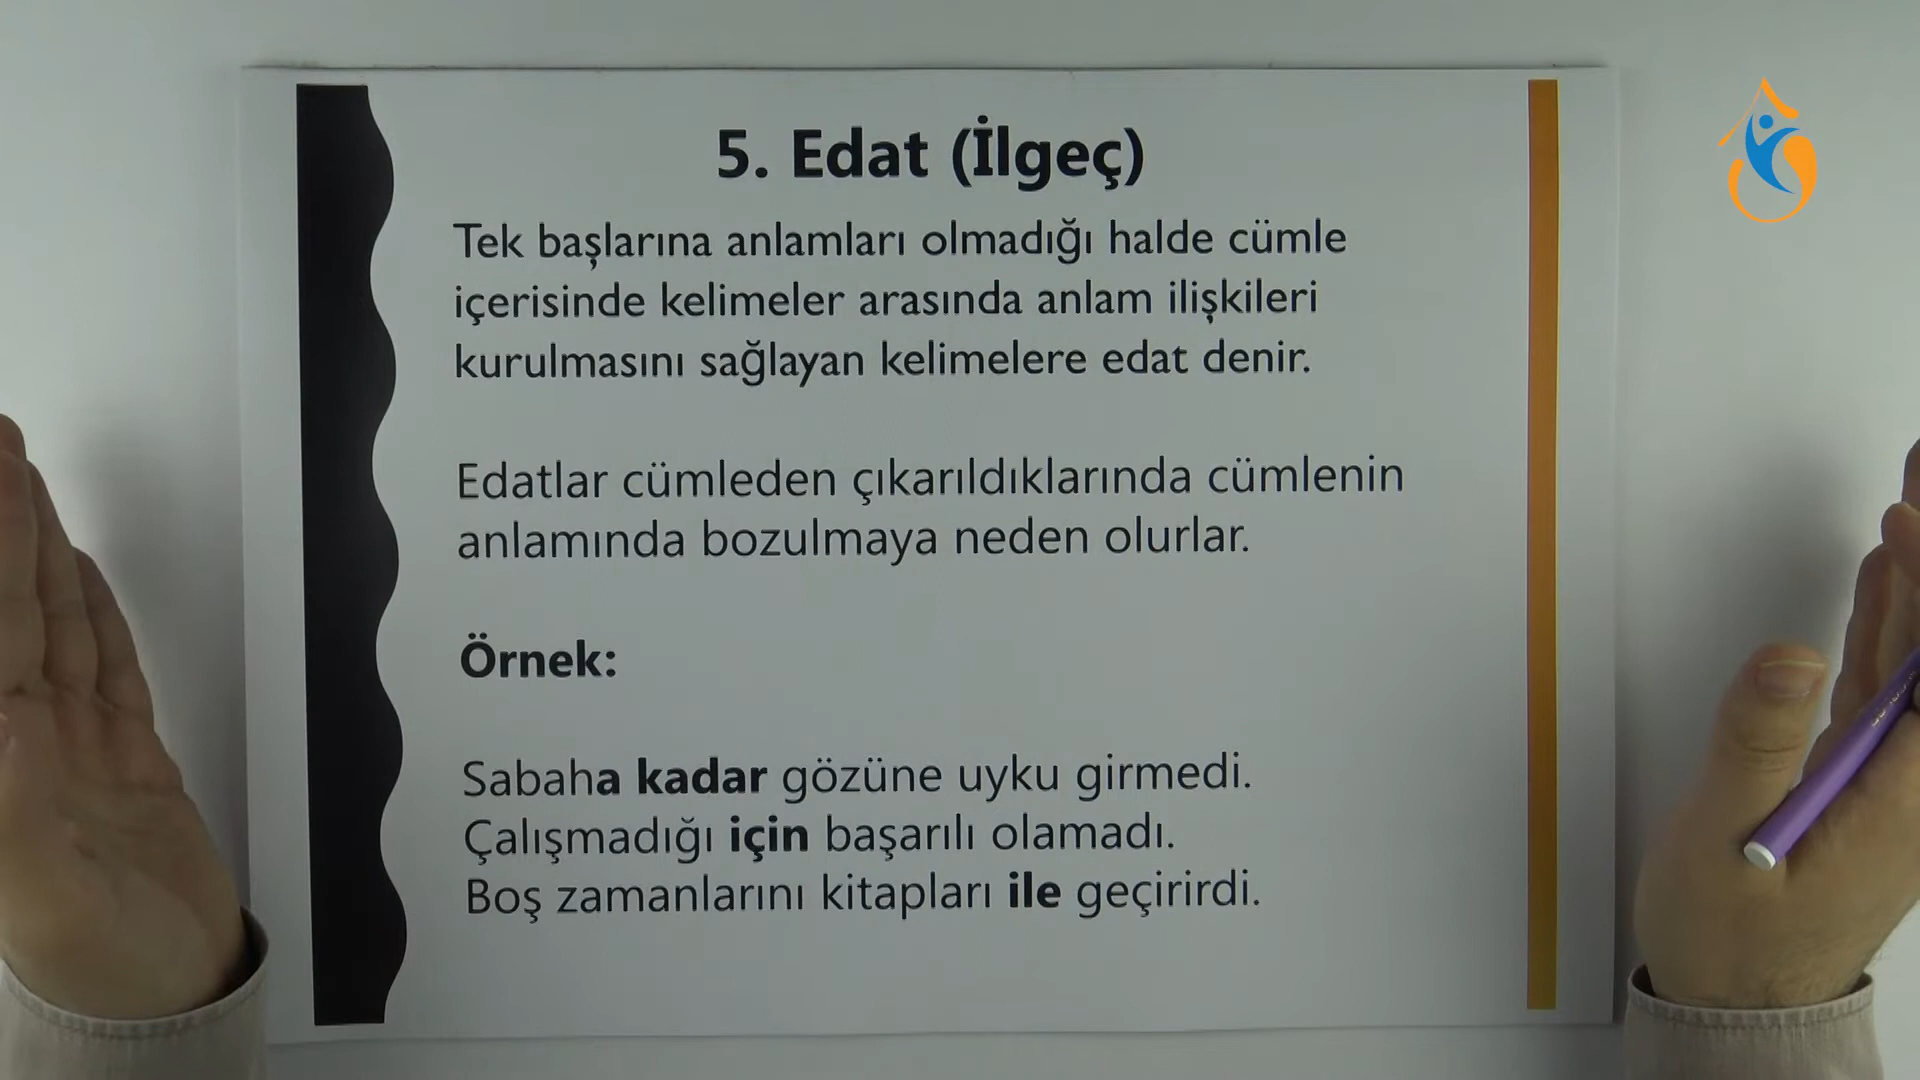 5. Edat (İlgeç)
Tek başlarına anlamları olmadığı halde cümle
içerisinde kelimeler arasında anlam ilişkileri
kurulmasını sağlayan kelimelere edat denir.
Edatlar cümleden çıkarıldıklarında cümlenin
anlamında bozulmaya neden olurlar.
Örnek:
Sabaha kadar gözüne uyku girmedi.
Çalışmadığı için başarılı olamadı.
Boş zamanlarını kitapları ile geçirirdi.